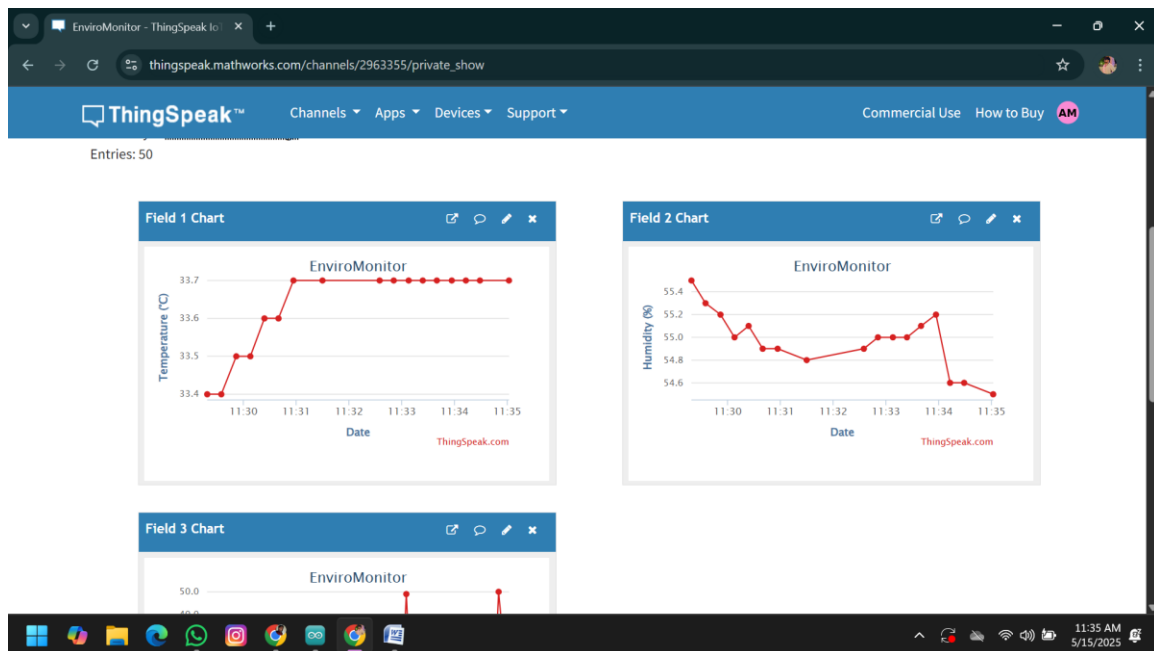 EnviroMonitor - ThingSpeak IoT
thingspeak.mathworks.com/channels/2963355/private_show
ThingSpeak™ Channels Apps Devices Support Commercial Use How to Buy AM
Entries: 50
Field 1 Chart
EnviroMonitor
Temperature (°C)
33.7
33.6
33.5
33.4
11:30 11:31 11:32 11:33 11:34 11:35
Date
ThingSpeak.com
Field 2 Chart
EnviroMonitor
Humidity (%)
55.4
55.2
55.0
54.8
54.6
11:30 11:31 11:32 11:33 11:34 11:35
Date
ThingSpeak.com
Field 3 Chart
EnviroMonitor
50.0
11:35 AM
5/15/2025